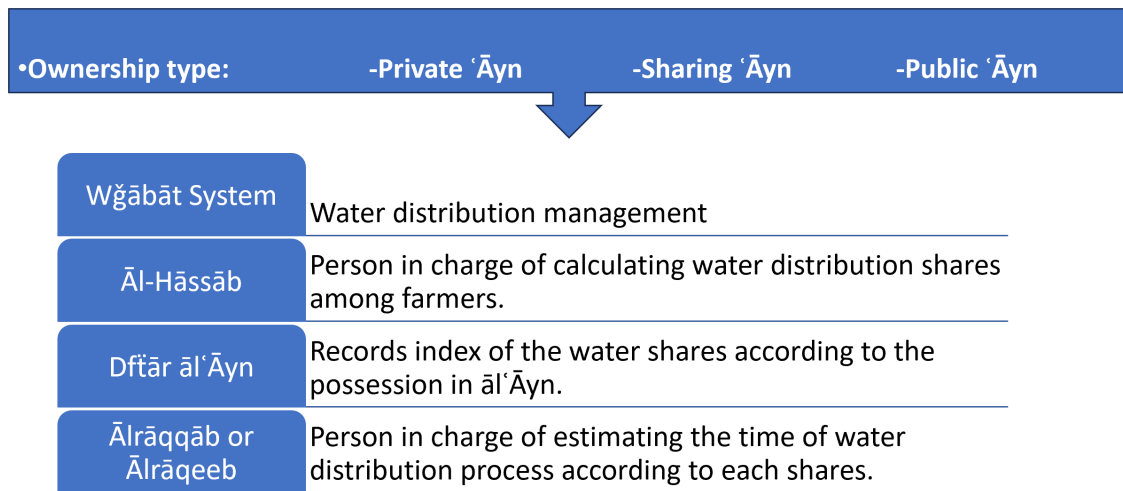 •Ownership type: -Private ʿĀyn -Sharing ʿĀyn -Public ʿĀyn
Wğābāt System
Water distribution management
Āl-Hāssāb
Person in charge of calculating water distribution shares
among farmers.
Dfẗār ālʿĀyn
Records index of the water shares according to the
possession in ālʿĀyn.
Ālrāqqāb or
Ālrāqeeb
Person in charge of estimating the time of water
distribution process according to each shares.